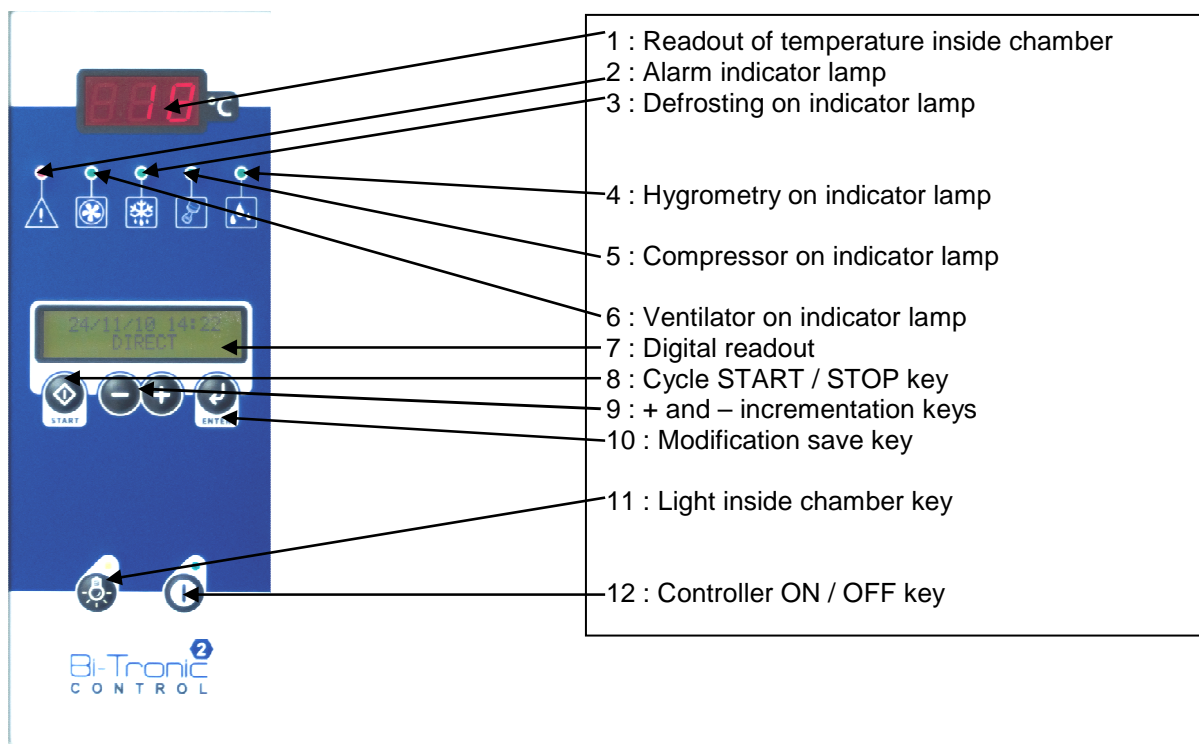 10 °C
1 : Readout of temperature inside chamber
2 : Alarm indicator lamp
3 : Defrosting on indicator lamp
4 : Hygrometry on indicator lamp
5 : Compressor on indicator lamp
6 : Ventilator on indicator lamp
24/11/10 14:22
DIRECT
7 : Digital readout
8 : Cycle START / STOP key
9 : + and – incrementation keys
10 : Modification save key
START
ENTER
11 : Light inside chamber key
12 : Controller ON / OFF key
Bi-Tronic 2
CONTROL